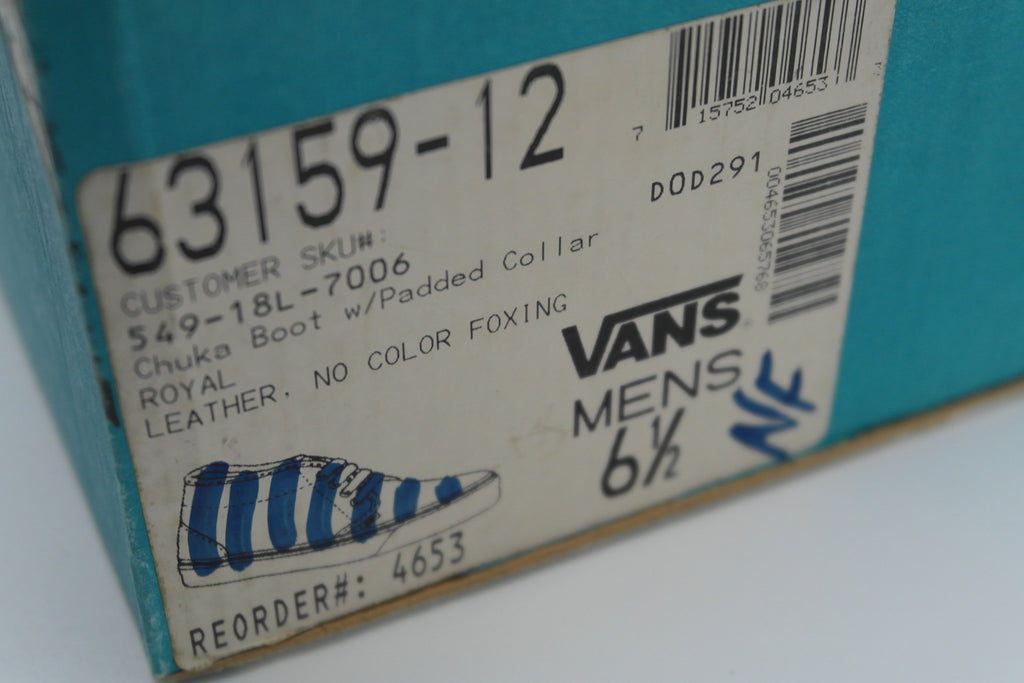 63159-12
CUSTOMER SKU#:
549-18L-7006
Chuka Boot w/Padded Collar
ROYAL
LEATHER, NO COLOR FOXING
REORDER#: 4653
7 15752 04653
DOD291
004653065768
VANS
MENS
6½
NF